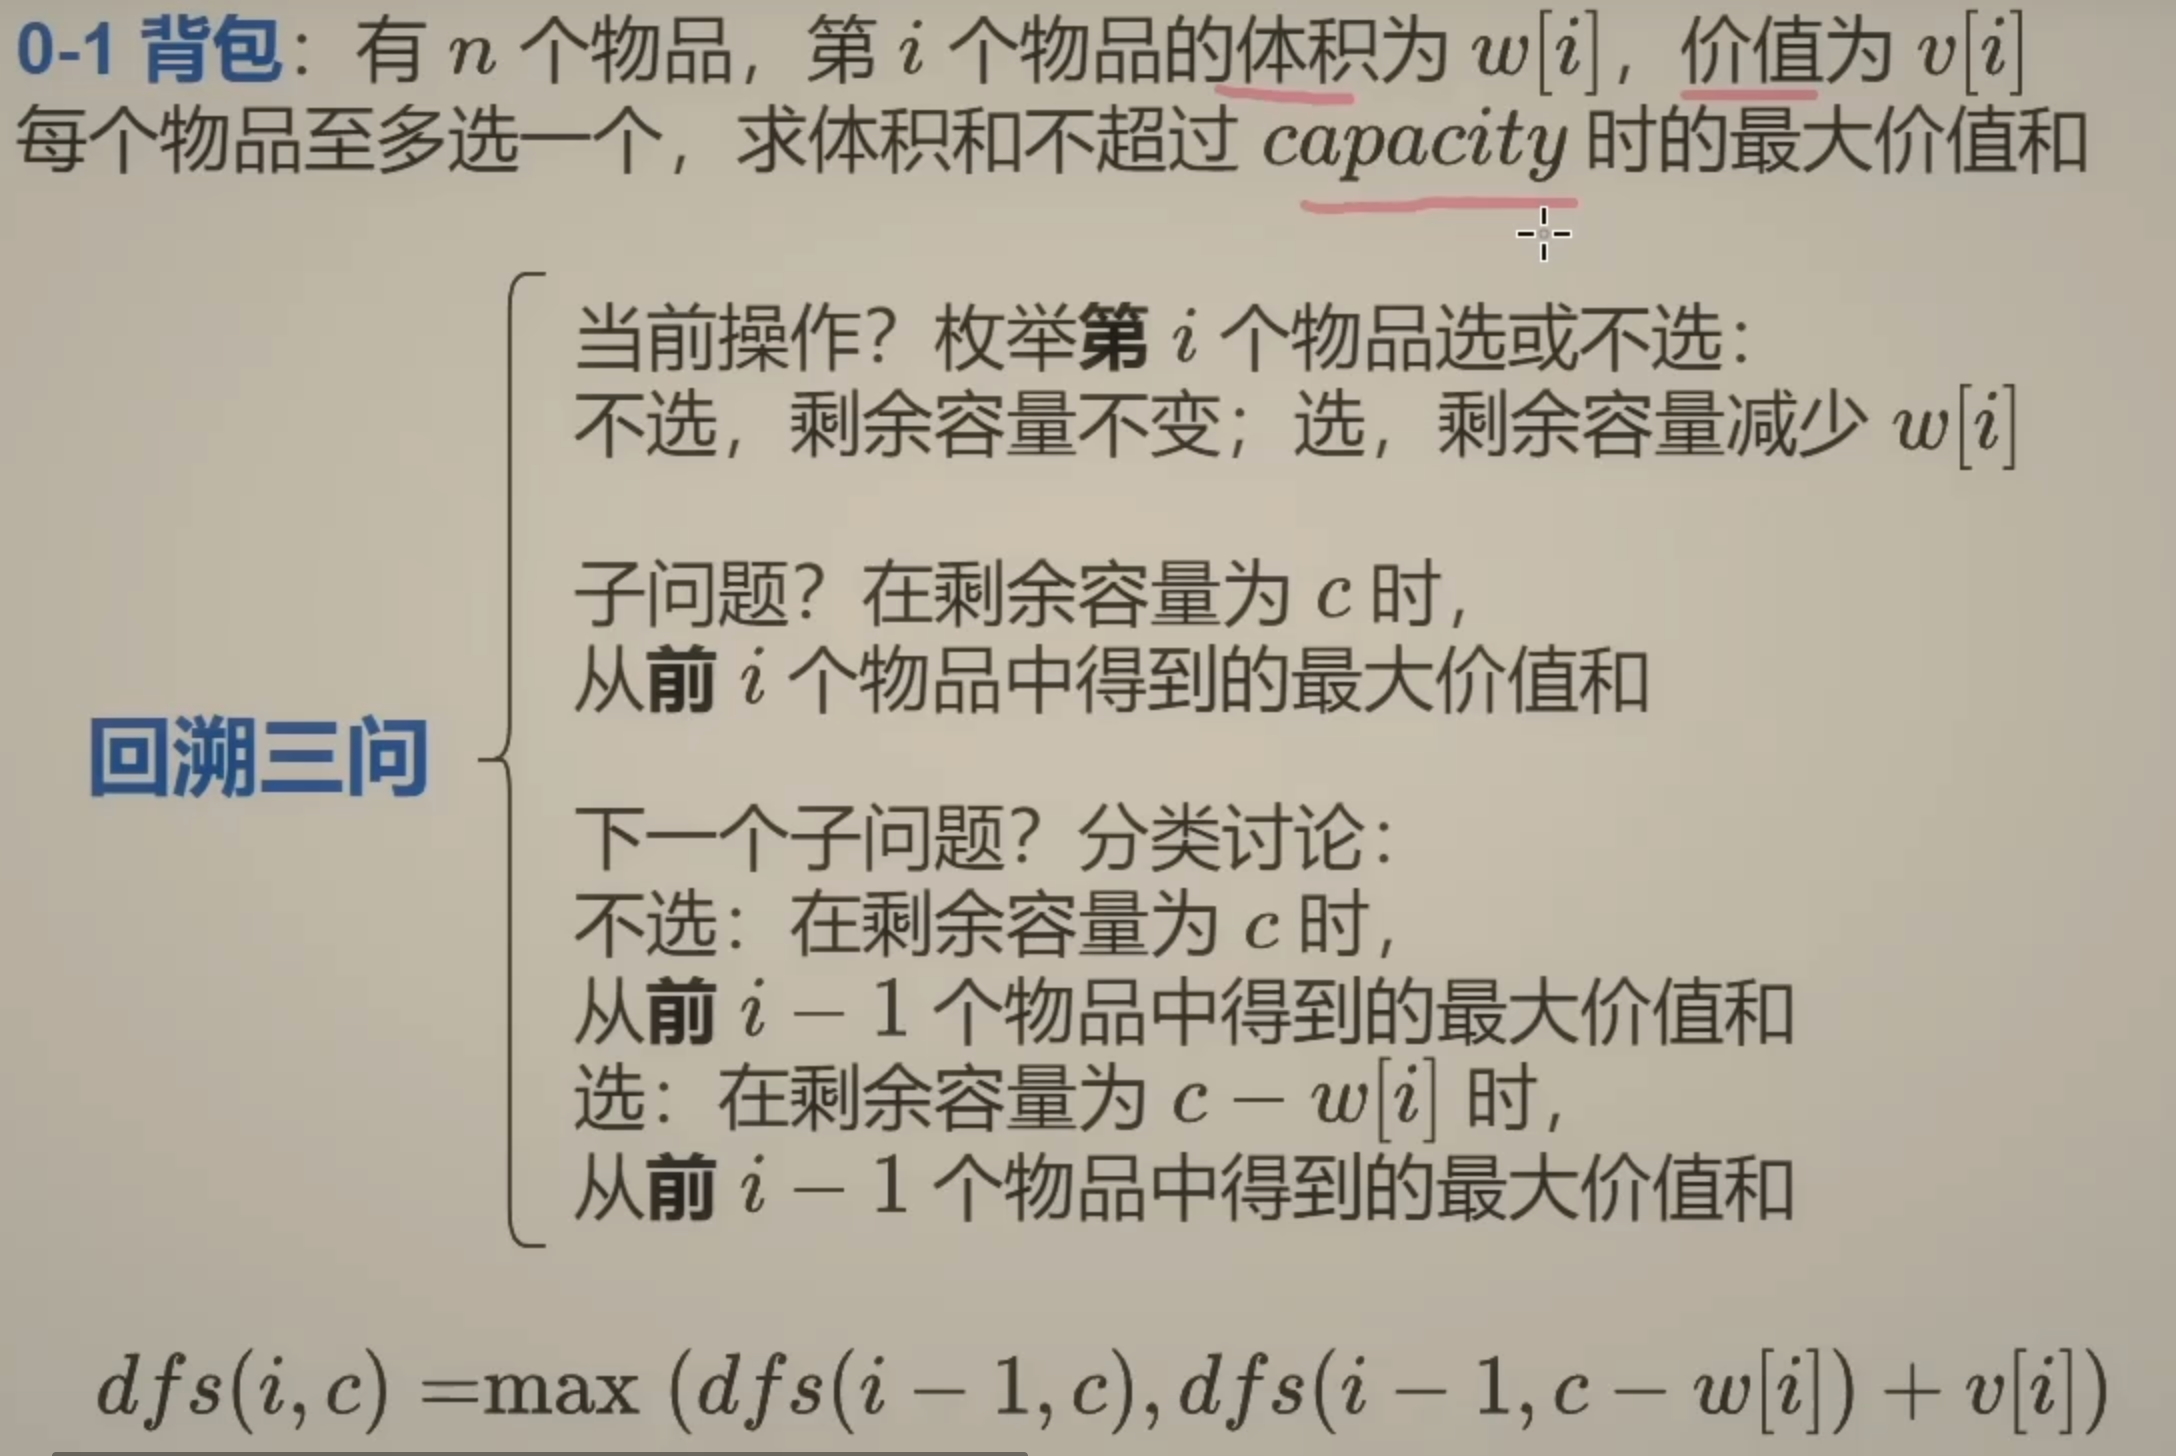 0-1 背包：有 n 个物品，第 i 个物品的体积为 w[i]，价值为 v[i]
每个物品至多选一个，求体积和不超过 capacity 时的最大价值和
当前操作？枚举第 i 个物品选或不选：
不选，剩余容量不变；选，剩余容量减少 w[i]
子问题？在剩余容量为 c 时，
从前 i 个物品中得到的最大价值和
回溯三问
下一个子问题？分类讨论：
不选：在剩余容量为 c 时，
从前 i − 1 个物品中得到的最大价值和
选：在剩余容量为 c − w[i] 时，
从前 i − 1 个物品中得到的最大价值和
dfs(i, c) =max (dfs(i − 1, c), dfs(i − 1, c − w[i]) + v[i])